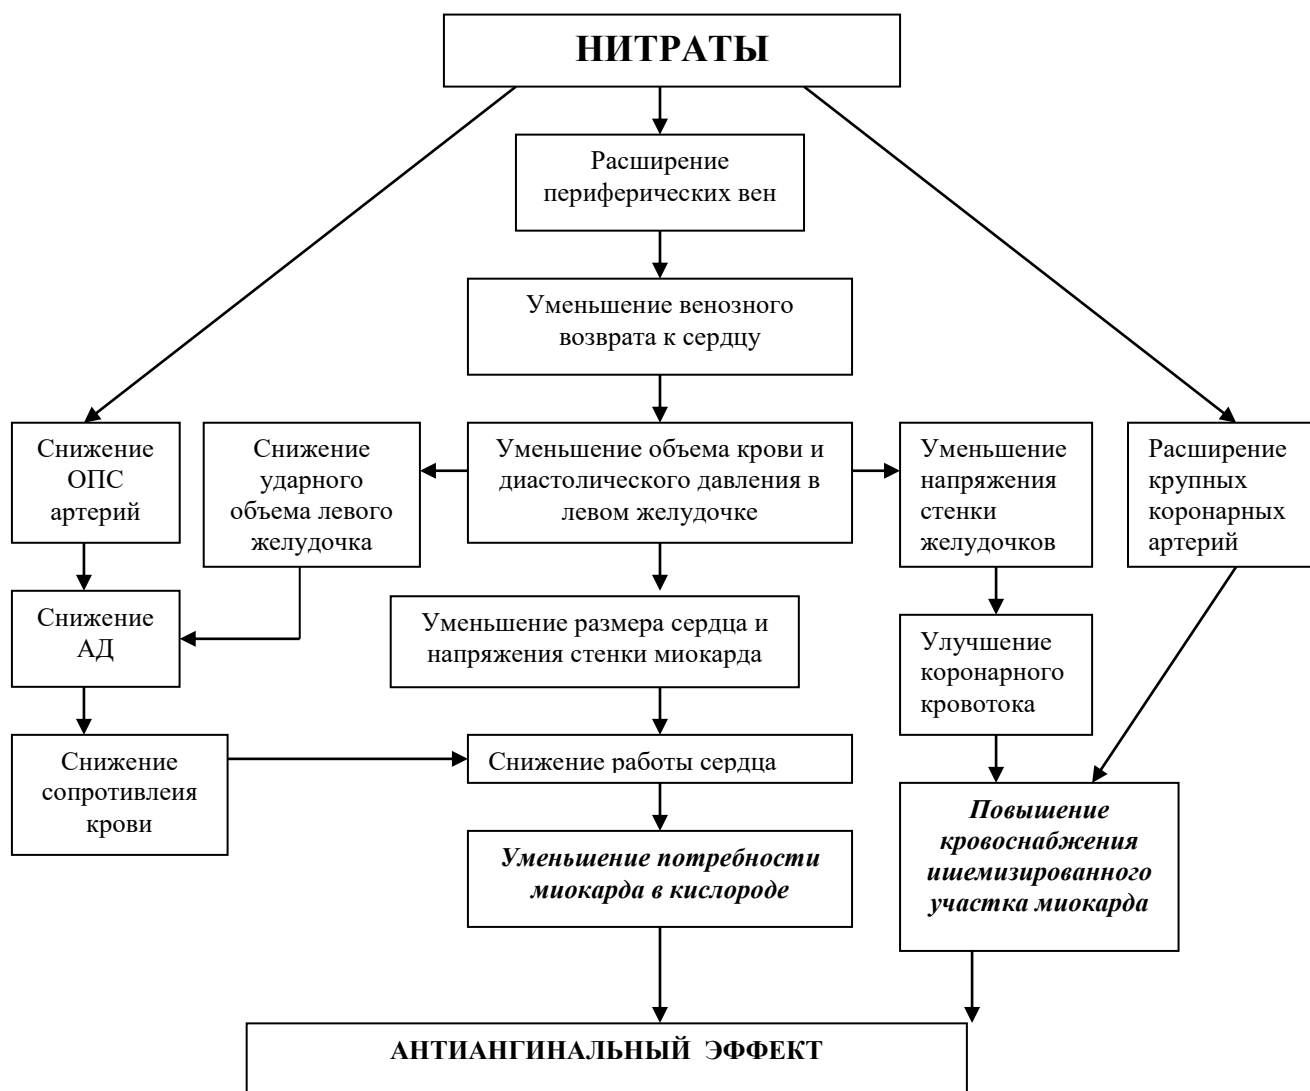 НИТРАТЫ
Расширение
периферических вен
Уменьшение венозного
возврата к сердцу
Снижение
ОПС
артерий
Снижение
ударного
объема левого
желудочка
Уменьшение объема крови и
диастолического давления в
левом желудочке
Уменьшение
напряжения
стенки
желудочков
Расширение
крупных
коронарных
артерий
Снижение
АД
Уменьшение размера сердца и
напряжения стенки миокарда
Улучшение
коронарного
кровотока
Снижение
сопротивлеия
крови
Снижение работы сердца
Уменьшение потребности
миокарда в кислороде
Повышение
кровоснабжения
ишемизированного
участка миокарда
АНТИАНГИНАЛЬНЫЙ ЭФФЕКТ